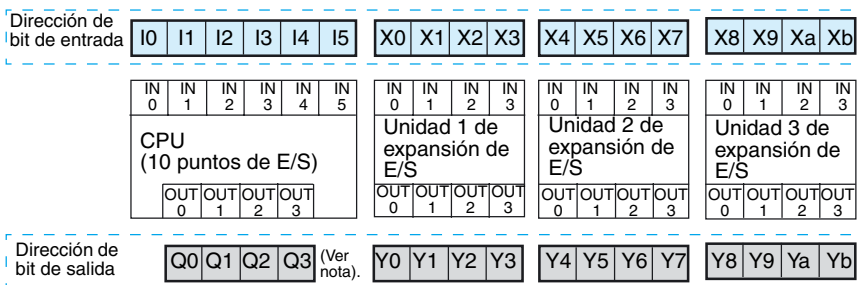 Dirección de
bit de entrada I0 I1 I2 I3 I4 I5 X0 X1 X2 X3 X4 X5 X6 X7 X8 X9 Xa Xb
IN 0 IN 1 IN 2 IN 3 IN 4 IN 5 IN 0 IN 1 IN 2 IN 3 IN 0 IN 1 IN 2 IN 3 IN 0 IN 1 IN 2 IN 3
CPU
(10 puntos de E/S)
Unidad 1 de
expansión de
E/S
Unidad 2 de
expansión de
E/S
Unidad 3 de
expansión de
E/S
OUT 0 OUT 1 OUT 2 OUT 3 OUT 0 OUT 1 OUT 2 OUT 3 OUT 0 OUT 1 OUT 2 OUT 3 OUT 0 OUT 1 OUT 2 OUT 3
Dirección de
bit de salida Q0 Q1 Q2 Q3 (Ver
nota). Y0 Y1 Y2 Y3 Y4 Y5 Y6 Y7 Y8 Y9 Ya Yb